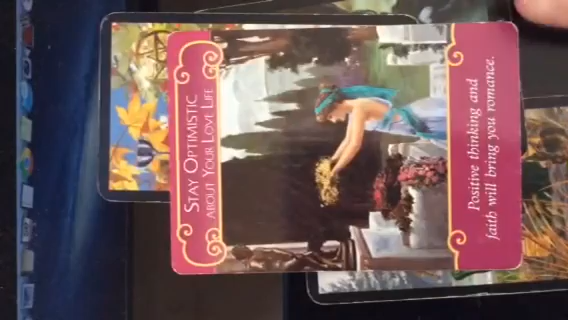 STAY OPTIMISTIC
ABOUT YOUR LOVE LIFE
Positive thinking and
faith will bring you romance.